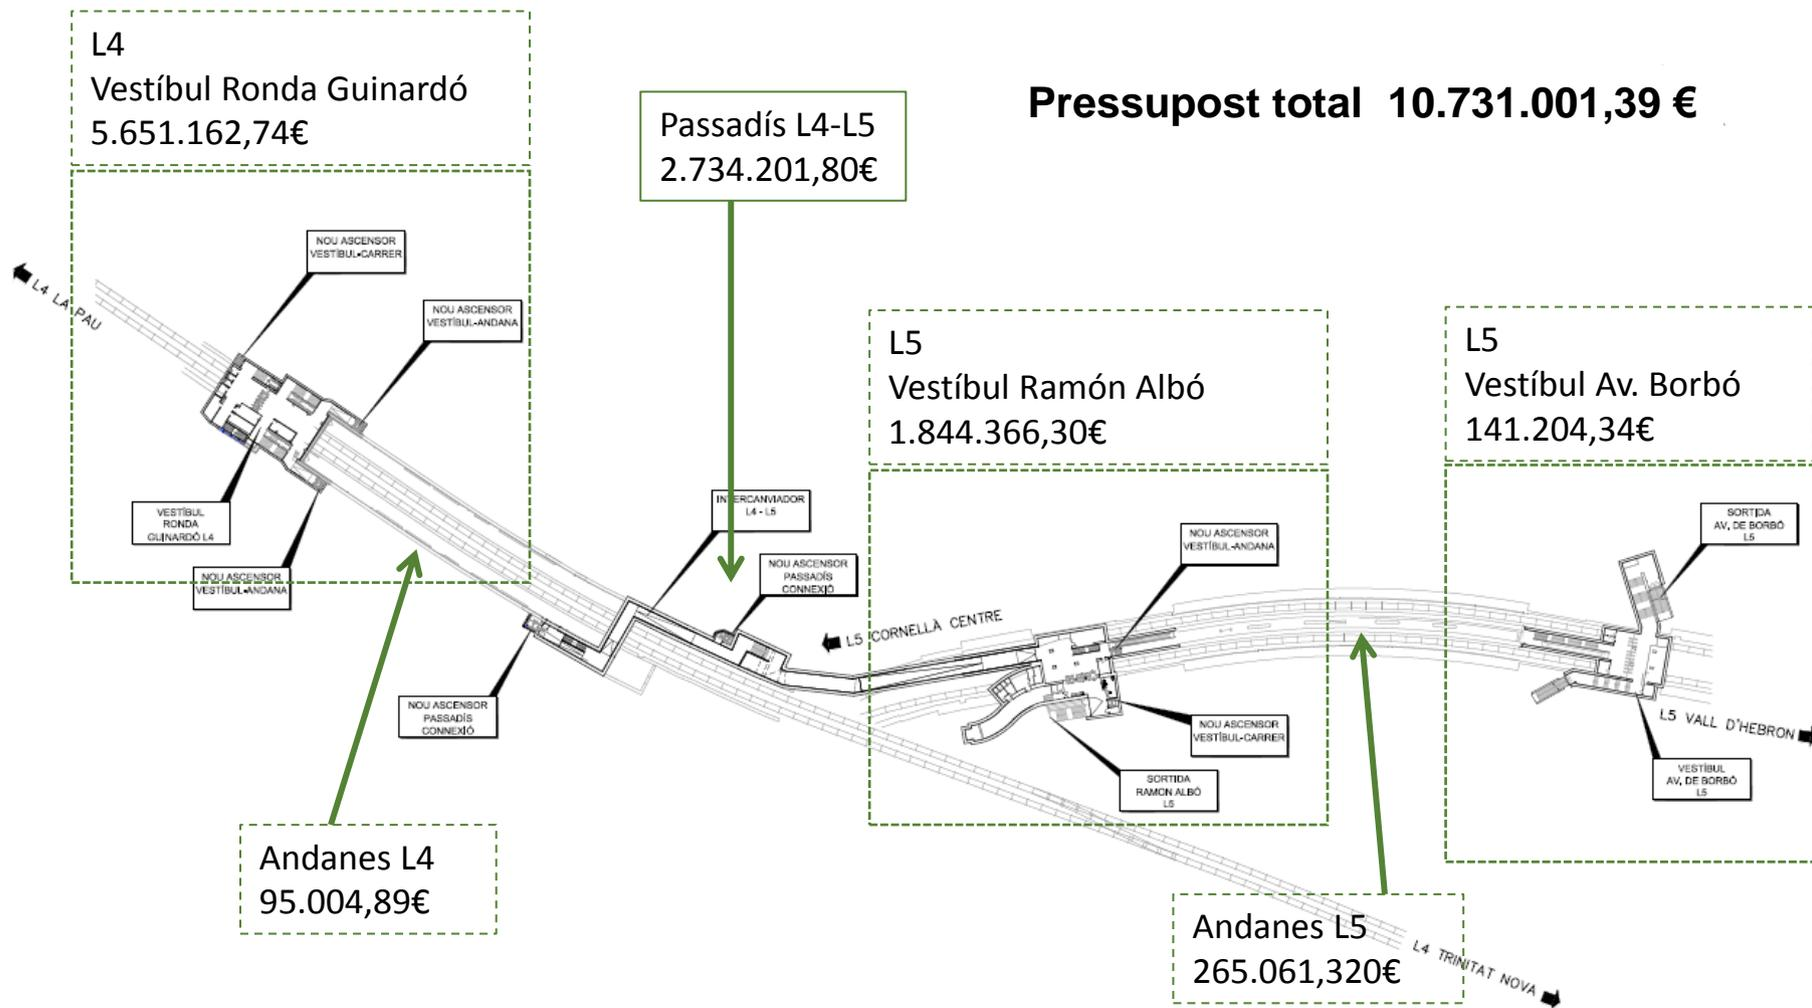 L4
Vestíbul Ronda Guinardó
5.651.162,74€
Passadís L4-L5
2.734.201,80€
Pressupost total 10.731.001,39 €
NOU ASCENSOR
VESTÍBUL-CARRER
L4 LA PAU
NOU ASCENSOR
VESTÍBUL-ANDANA
L5
Vestíbul Ramón Albó
1.844.366,30€
L5
Vestíbul Av. Borbó
141.204,34€
VESTÍBUL
RONDA
GUINARDÓ L4
INTERCANVIADOR
L4 - L5
NOU ASCENSOR
VESTÍBUL-ANDANA
SORTIDA
AV. DE BORBÓ
L5
NOU ASCENSOR
VESTÍBUL-ANDANA
NOU ASCENSOR
PASSADÍS
CONNEXIÓ
L5 CORNELLÀ CENTRE
NOU ASCENSOR
PASSADÍS
CONNEXIÓ
NOU ASCENSOR
VESTÍBUL-CARRER
L5 VALL D'HEBRON
SORTIDA
RAMON ALBÓ
L5
VESTÍBUL
AV. DE BORBÓ
L5
Andanes L4
95.004,89€
Andanes L5
265.061,320€
L4 TRINITAT NOVA